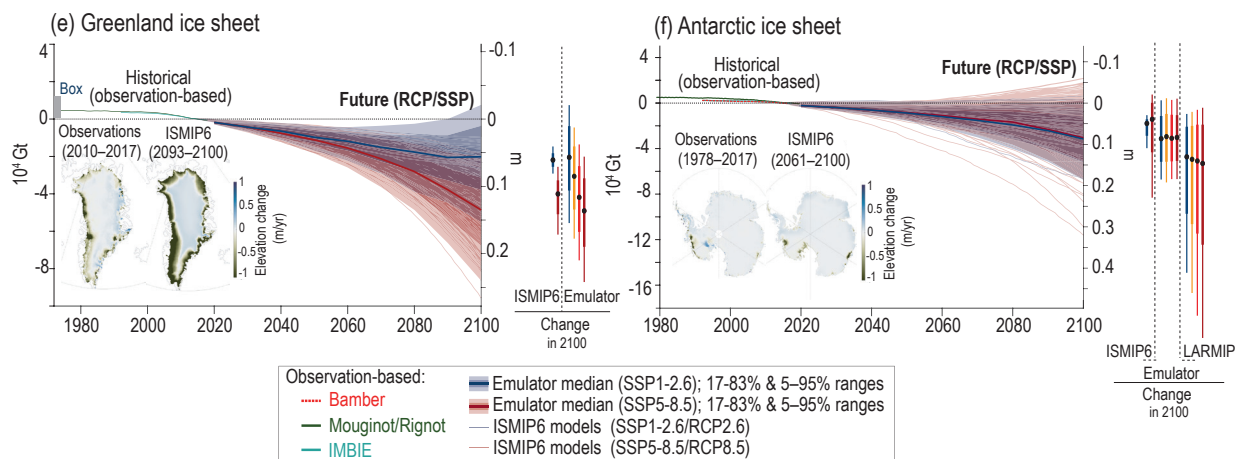 (e) Greenland ice sheet
4
2
0
-2
-4
-6
-8
10⁴ Gt
Box
Historical
(observation-based)
Future (RCP/SSP)
Observations
(2010–2017)
ISMIP6
(2093–2100)
1
0.5
0
-0.5
-1
Elevation change
(m/yr)
1980
2000
2020
2040
2060
2080
2100
-0.1
0
0.1
0.2
m
ISMIP6
Emulator
Change
in 2100
(f) Antarctic ice sheet
4
0
-4
-8
-12
-16
10⁴ Gt
Historical
(observation-based)
Future (RCP/SSP)
Observations
(1978–2017)
ISMIP6
(2061–2100)
1
0.5
0
-0.5
-1
Elevation change
(m/yr)
1980
2000
2020
2040
2060
2080
2100
-0.1
0
0.1
0.2
0.3
0.4
m
ISMIP6
LARMIP
Emulator
Change
in 2100
Observation-based:
Bamber
Mouginot/Rignot
IMBIE
Emulator median (SSP1-2.6); 17-83% & 5–95% ranges
Emulator median (SSP5-8.5); 17-83% & 5–95% ranges
ISMIP6 models (SSP1-2.6/RCP2.6)
ISMIP6 models (SSP5-8.5/RCP8.5)